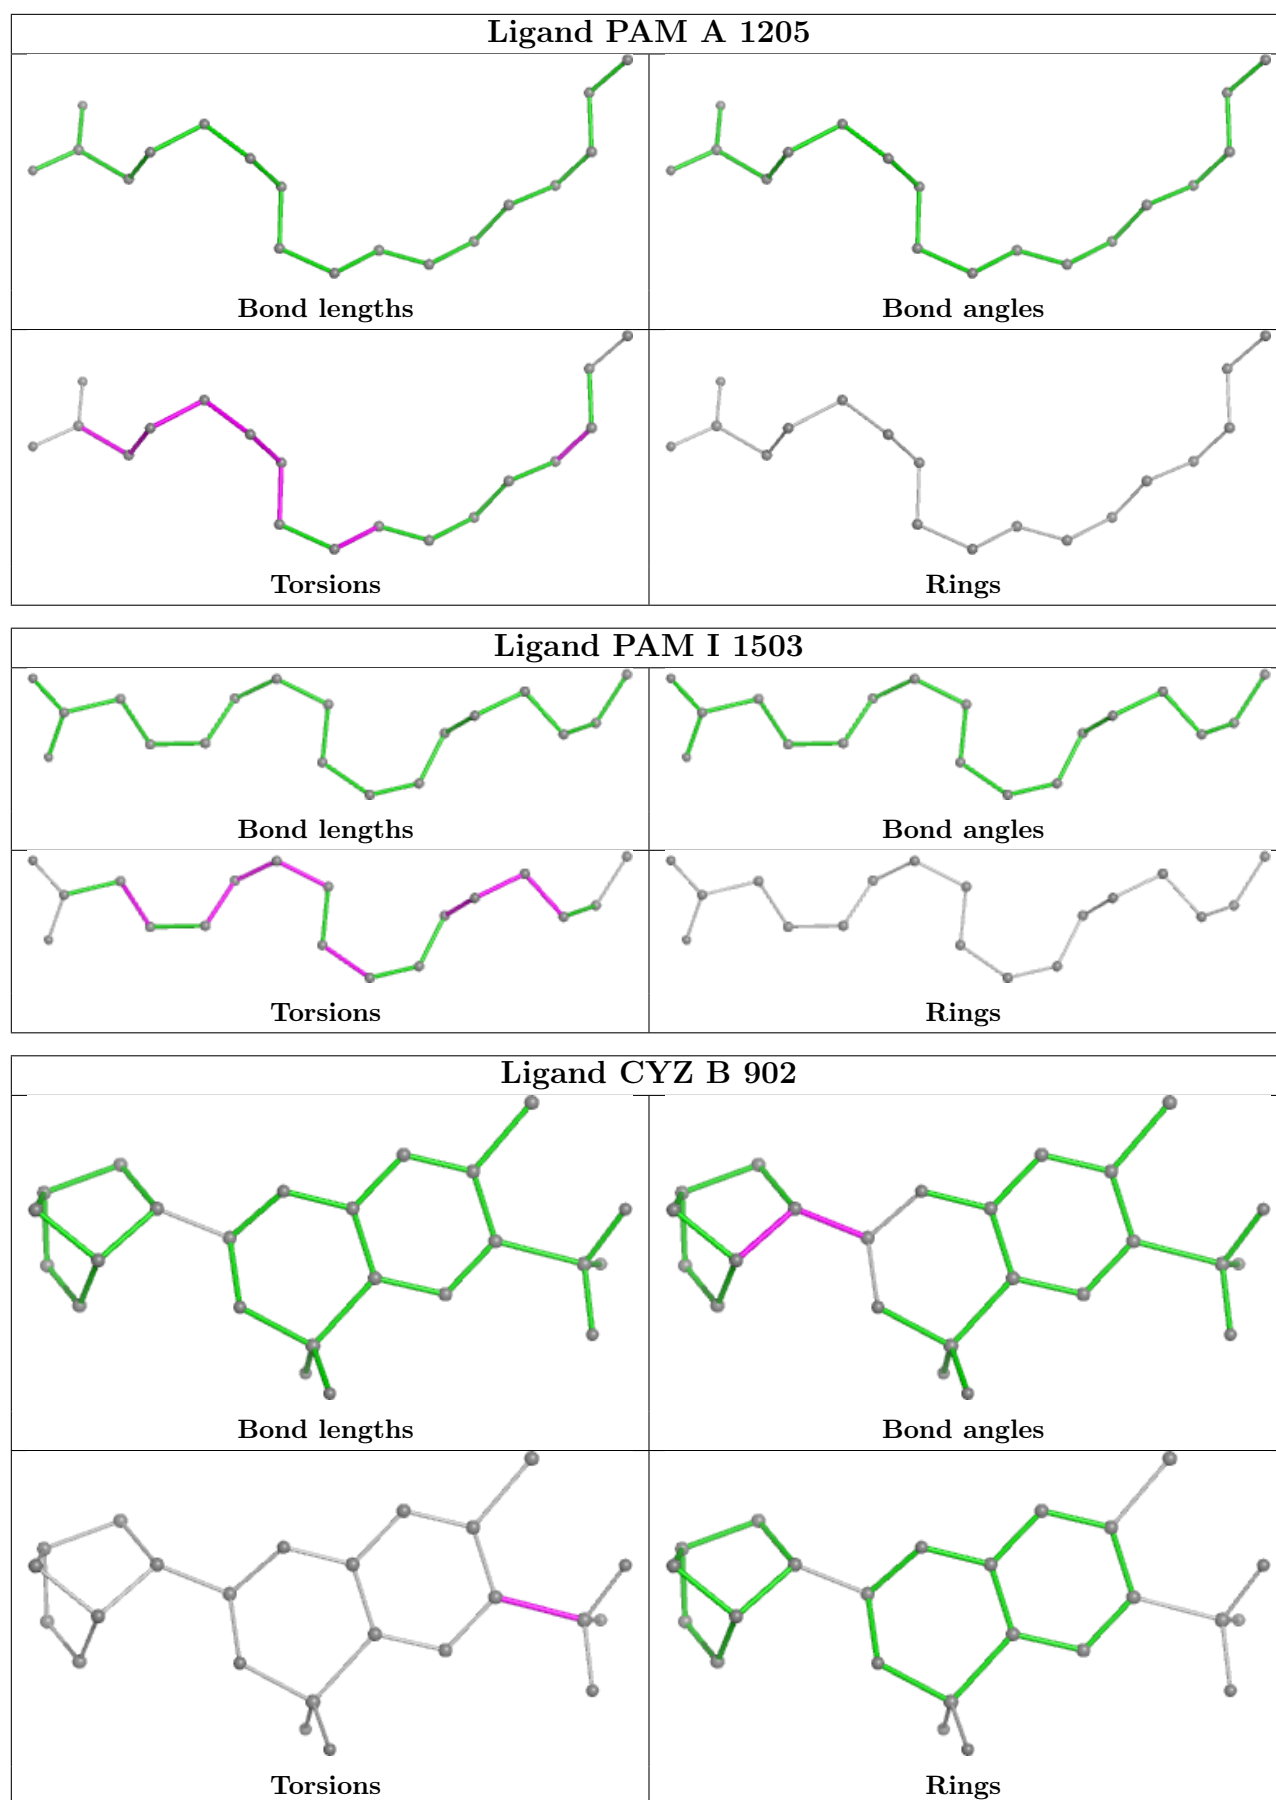 Ligand PAM A 1205
Bond lengths
Bond angles
Torsions
Rings
Ligand PAM I 1503
Bond lengths
Bond angles
Torsions
Rings
Ligand CYZ B 902
Bond lengths
Bond angles
Torsions
Rings